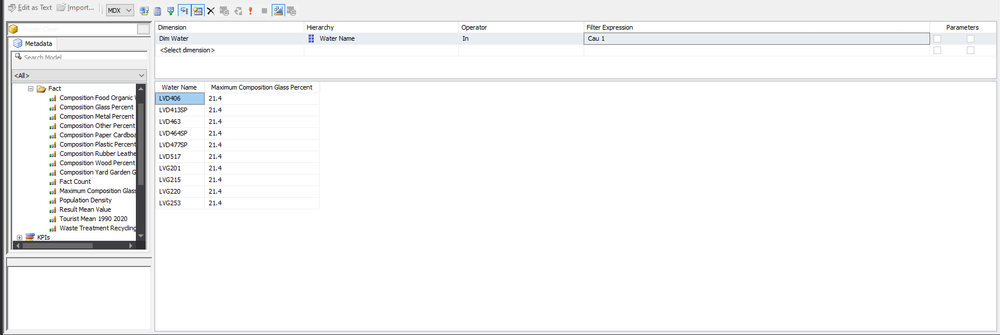 Edit as Text Import... MDX
Water Clean
Metadata
Search Model
<All>
Fact
Composition Food Organic
Composition Glass Percent
Composition Metal Percent
Composition Other Percent
Composition Paper Cardboa
Composition Plastic Percent
Composition Rubber Leathe
Composition Wood Percent
Composition Yard Garden G
Fact Count
Maximum Composition Glass
Population Density
Result Mean Value
Tourist Mean 1990 2020
Waste Treatment Recycling
KPIs
Dimension Hierarchy Operator Filter Expression Parameters
Dim Water Water Name In Cau 1
<Select dimension>
Water Name Maximum Composition Glass Percent
LVD406 21.4
LVD413SP 21.4
LVD463 21.4
LVD464SP 21.4
LVD477SP 21.4
LVD517 21.4
LVG201 21.4
LVG215 21.4
LVG220 21.4
LVG253 21.4